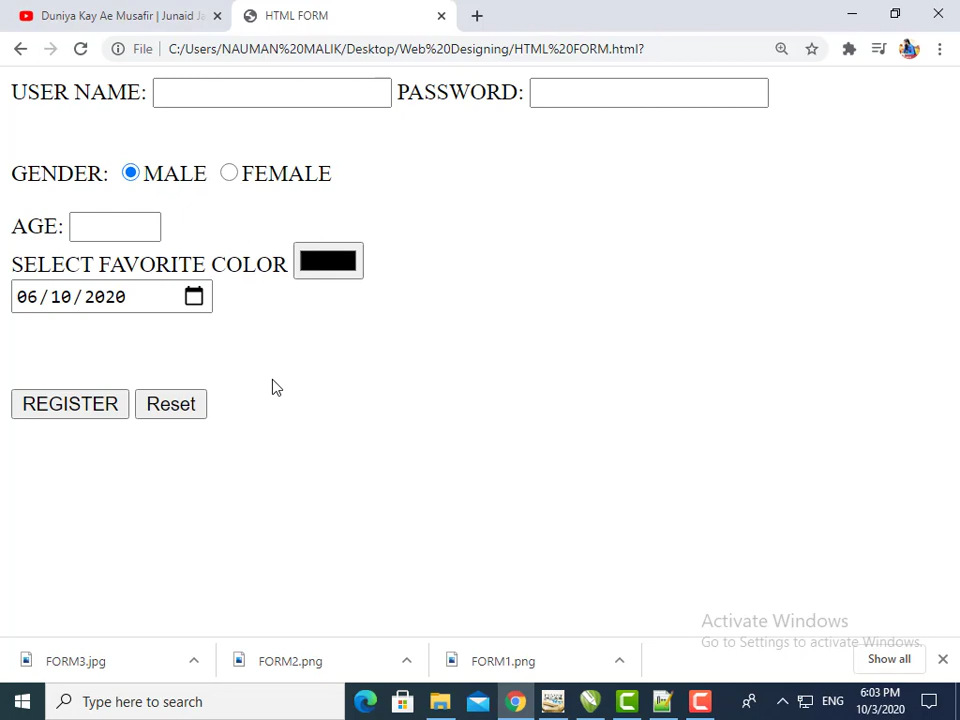 Duniya Kay Ae Musafir | Junaid Ja
HTML FORM
File
C:/Users/NAUMAN%20MALIK/Desktop/Web%20Designing/HTML%20FORM.html?
USER NAME: PASSWORD:
GENDER: MALE FEMALE
AGE:
SELECT FAVORITE COLOR
06/10/2020
REGISTER Reset
Activate Windows
Go to Settings to activate Windows.
FORM3.jpg FORM2.png FORM1.png Show all
Type here to search
ENG
6:03 PM
10/3/2020